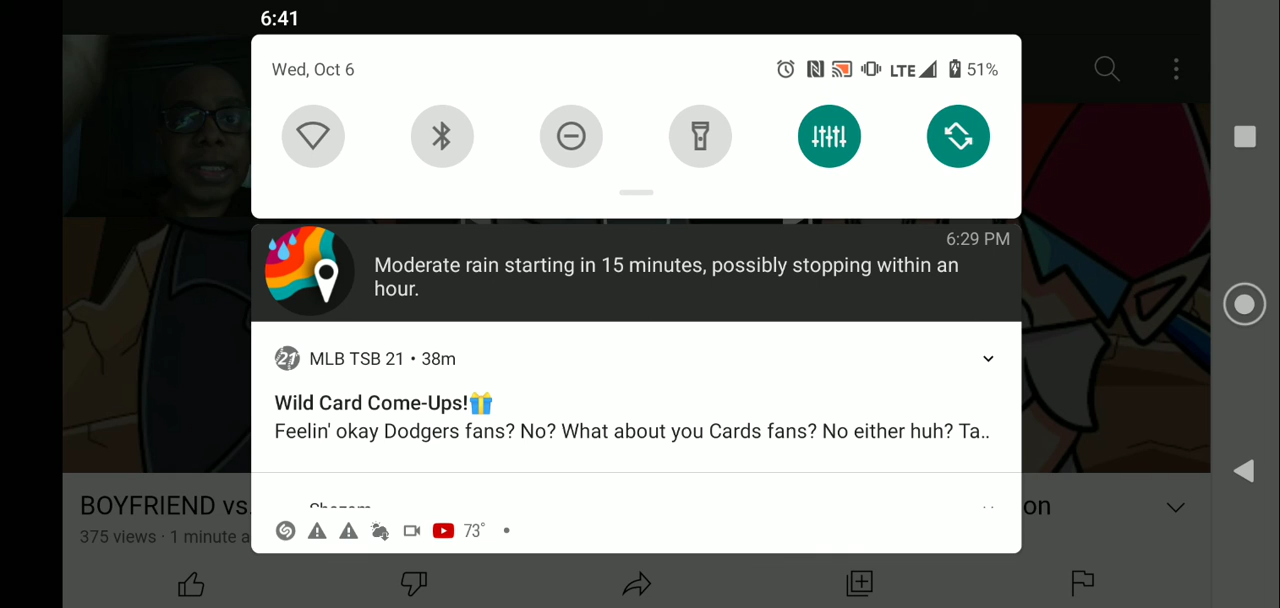 6:41
Wed, Oct 6
LTE
51%
6:29 PM
Moderate rain starting in 15 minutes, possibly stopping within an
hour.
21 MLB TSB 21 • 38m
Wild Card Come-Ups!🎁
Feelin' okay Dodgers fans? No? What about you Cards fans? No either huh? Ta..
73°
BOYFRIEND vs.
on
375 views · 1 minute a